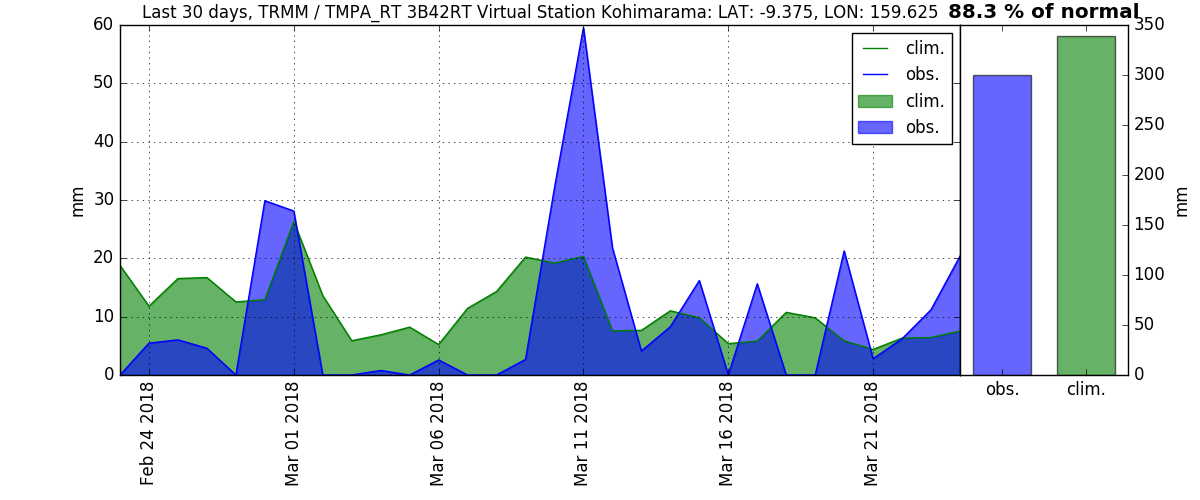 Last 30 days, TRMM / TMPA_RT 3B42RT Virtual Station Kohimarama: LAT: -9.375, LON: 159.625
88.3 % of normal
mm
60
50
40
30
20
10
0
clim.
obs.
clim.
obs.
Feb 24 2018
Mar 01 2018
Mar 06 2018
Mar 11 2018
Mar 16 2018
Mar 21 2018
350
300
250
200
150
100
50
0
mm
obs.
clim.